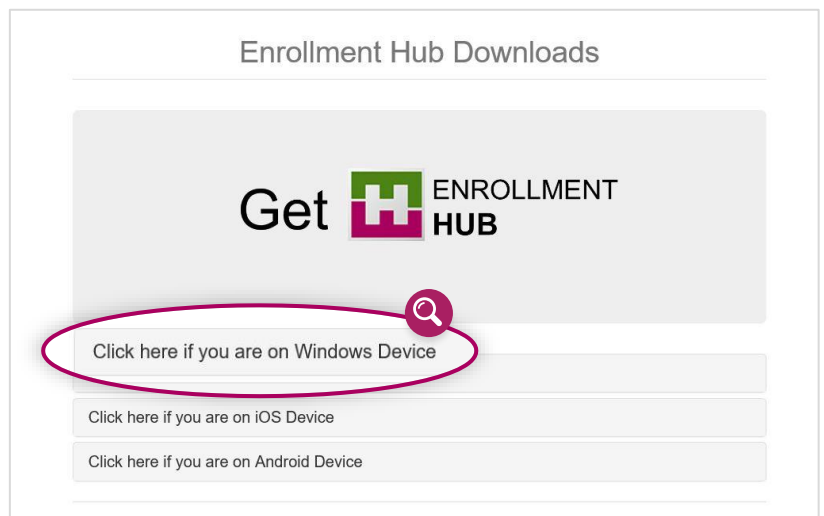 Enrollment Hub Downloads
Get
ENROLLMENT
HUB
Click here if you are on Windows Device
Click here if you are on iOS Device
Click here if you are on Android Device